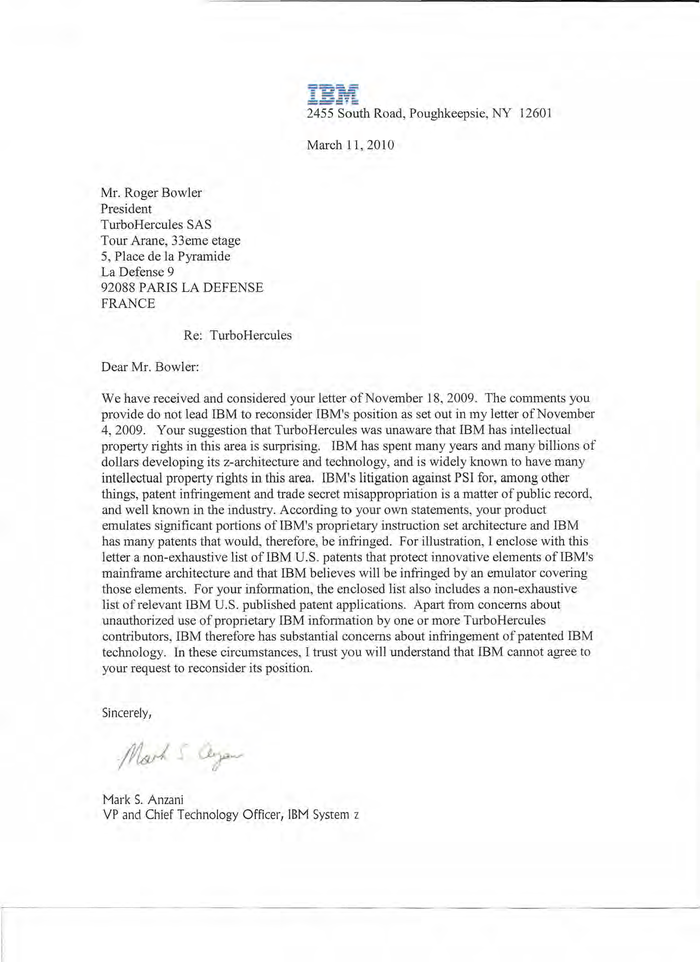 IBM
2455 South Road, Poughkeepsie, NY 12601
March 11, 2010
Mr. Roger Bowler
President
TurboHercules SAS
Tour Arane, 33eme etage
5, Place de la Pyramide
La Defense 9
92088 PARIS LA DEFENSE
FRANCE
Re: TurboHercules
Dear Mr. Bowler:
We have received and considered your letter of November 18, 2009. The comments you
provide do not lead IBM to reconsider IBM's position as set out in my letter of November
4, 2009. Your suggestion that TurboHercules was unaware that IBM has intellectual
property rights in this area is surprising. IBM has spent many years and many billions of
dollars developing its z-architecture and technology, and is widely known to have many
intellectual property rights in this area. IBM's litigation against PSI for, among other
things, patent infringement and trade secret misappropriation is a matter of public record,
and well known in the industry. According to your own statements, your product
emulates significant portions of IBM's proprietary instruction set architecture and IBM
has many patents that would, therefore, be infringed. For illustration, I enclose with this
letter a non-exhaustive list of IBM U.S. patents that protect innovative elements of IBM's
mainframe architecture and that IBM believes will be infringed by an emulator covering
those elements. For your information, the enclosed list also includes a non-exhaustive
list of relevant IBM U.S. published patent applications. Apart from concerns about
unauthorized use of proprietary IBM information by one or more TurboHercules
contributors, IBM therefore has substantial concerns about infringement of patented IBM
technology. In these circumstances, I trust you will understand that IBM cannot agree to
your request to reconsider its position.
Sincerely,
Mark S Anzani
Mark S. Anzani
VP and Chief Technology Officer, IBM System z